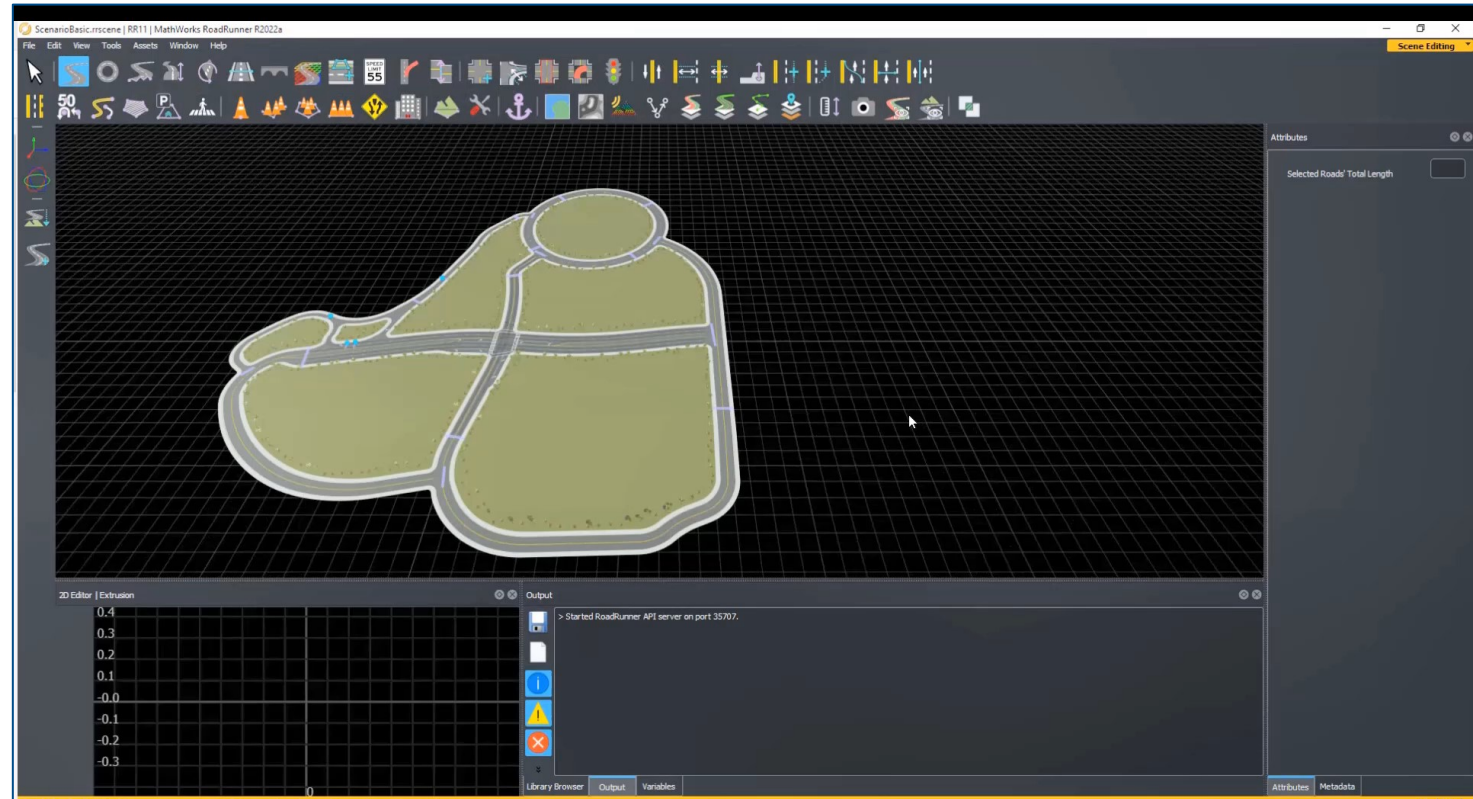 ScenarioBasic.rrscene | RR11 | MathWorks RoadRunner R2022a
File Edit View Tools Assets Window Help
Scene Editing
SPEED LIMIT 55
50
P
Attributes
Selected Roads' Total Length
2D Editor | Extrusion
0.4
0.3
0.2
0.1
-0.0
-0.1
-0.2
-0.3
0
Output
> Started RoadRunner API server on port 35707.
Library Browser Output Variables
Attributes Metadata